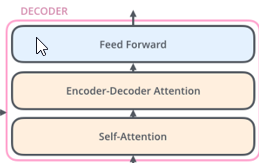 DECODER
Feed Forward
Encoder-Decoder Attention
Self-Attention